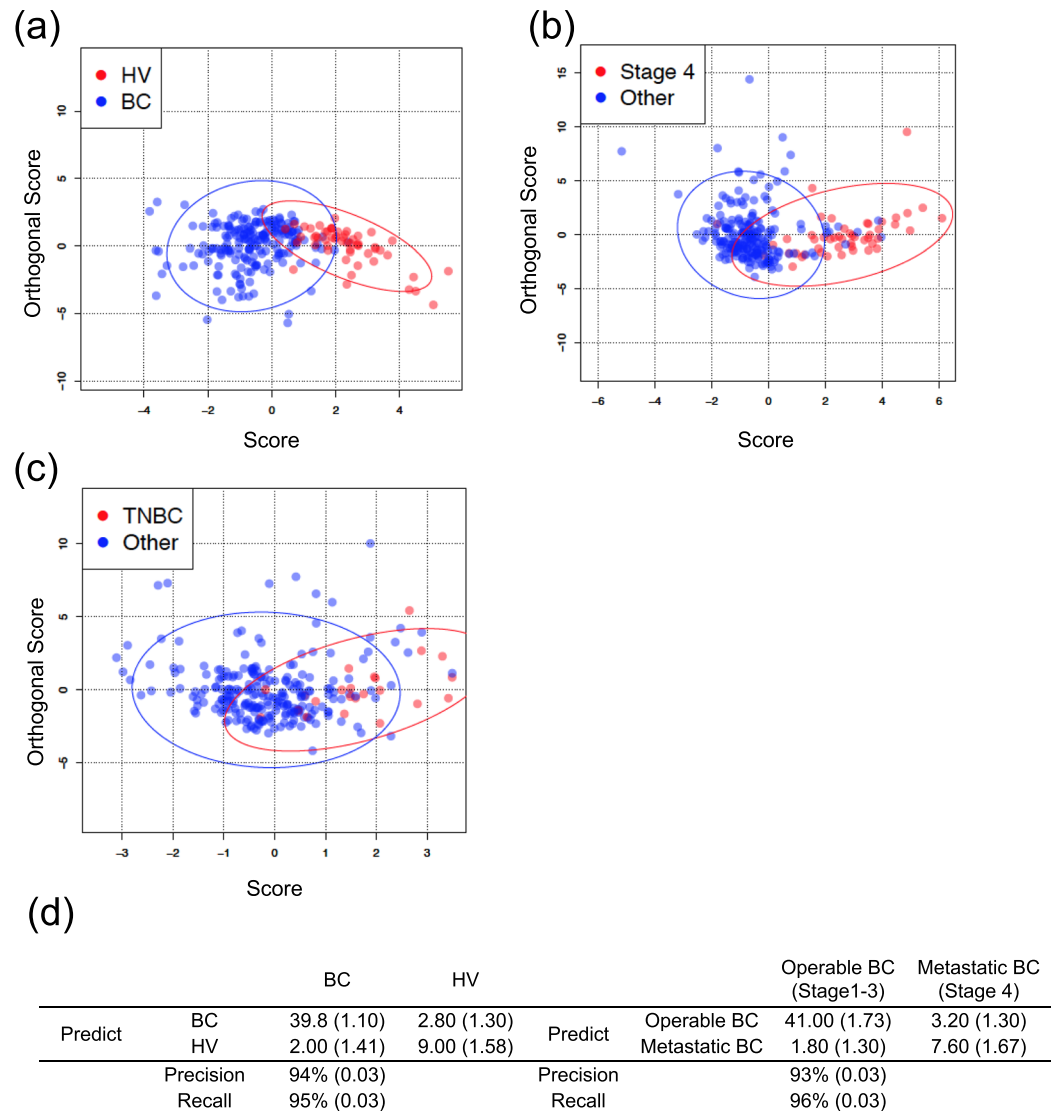 (a)
HV
BC
10
5
0
−5
−10
Orthogonal Score
−4 −2 0 2 4
Score
(b)
Stage 4
Other
15
10
5
0
−5
−10
Orthogonal Score
−6 −4 −2 0 2 4 6
Score
(c)
TNBC
Other
10
5
0
−5
Orthogonal Score
−3 −2 −1 0 1 2 3
Score
(d)
BC HV Operable BC (Stage1-3) Metastatic BC (Stage 4)
Predict BC 39.8 (1.10) 2.80 (1.30) Predict Operable BC 41.00 (1.73) 3.20 (1.30)
HV 2.00 (1.41) 9.00 (1.58) Metastatic BC 1.80 (1.30) 7.60 (1.67)
Precision 94% (0.03) Precision 93% (0.03)
Recall 95% (0.03) Recall 96% (0.03)